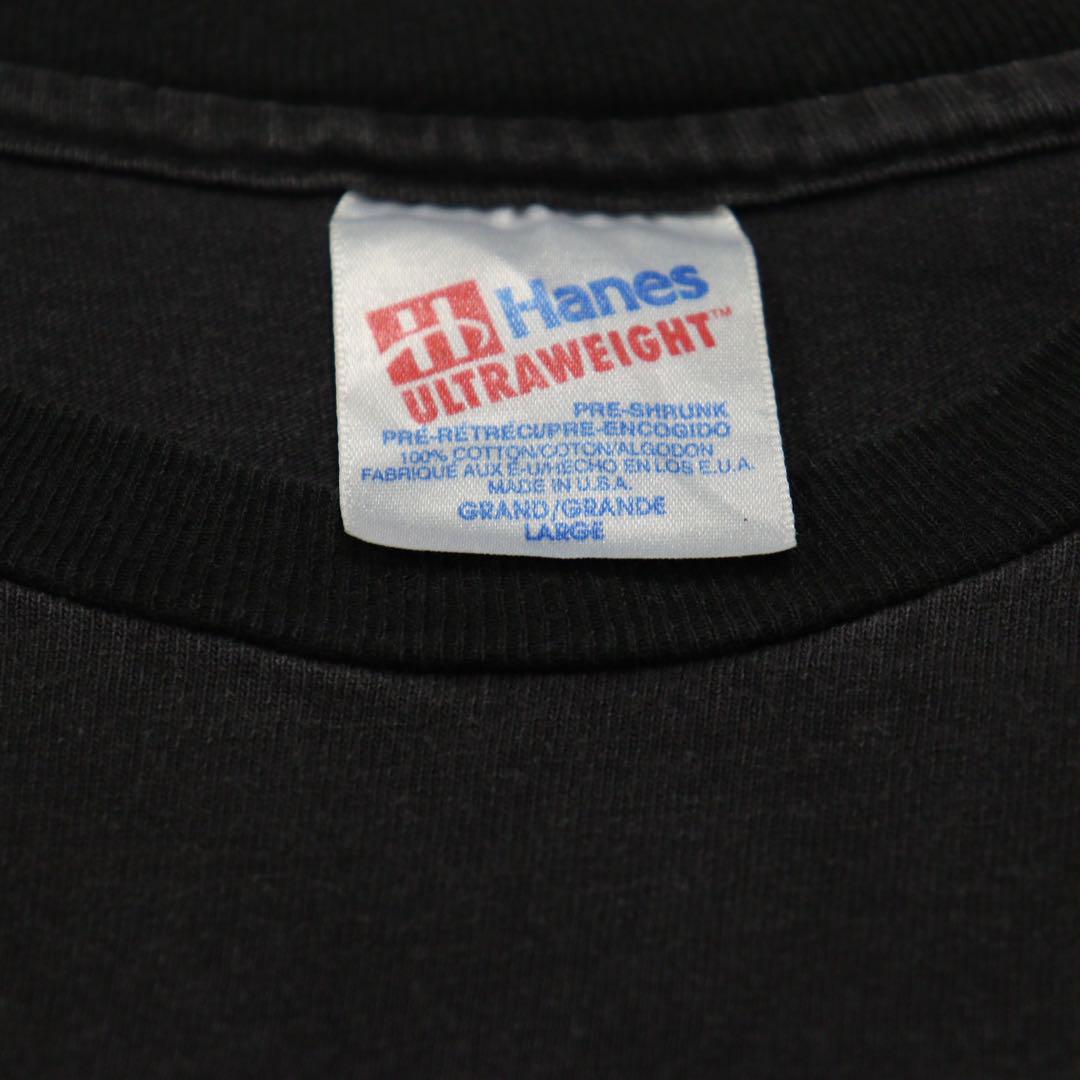 Hanes
ULTRAWEIGHT™
PRE-SHRUNK
PRÉ-RÉTRÉCI/PRE-ENCOGIDO
100% COTTON/COTON/ALGODON
FABRIQUÉ AUX É-U/HECHO EN LOS E.U.A.
MADE IN U.S.A.
GRAND/GRANDE
LARGE